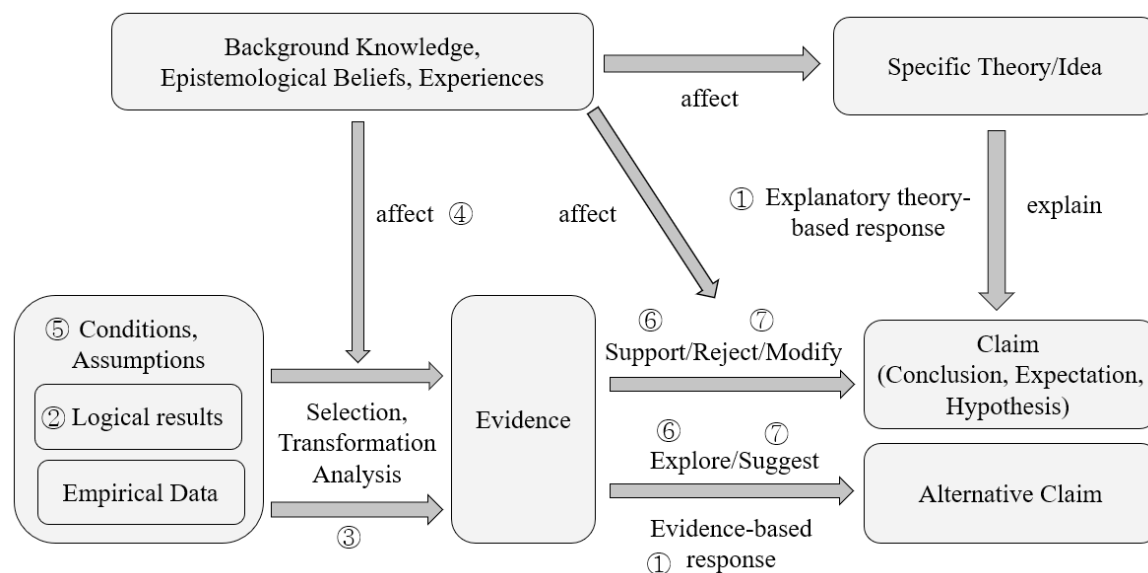 Background Knowledge,
Epistemological Beliefs, Experiences
affect
Specific Theory/Idea
affect ④
affect
① Explanatory theory-
based response
explain
⑤ Conditions,
Assumptions
② Logical results
Empirical Data
Selection,
Transformation
Analysis
③
Evidence
⑥ ⑦
Support/Reject/Modify
Claim
(Conclusion, Expectation,
Hypothesis)
⑥ ⑦
Explore/Suggest
Evidence-based
① response
Alternative Claim